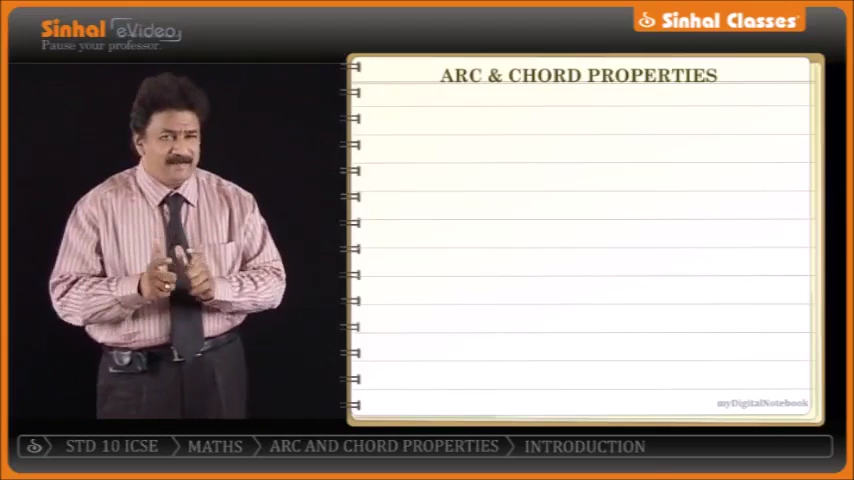 Sinhal eVideo
Pause your professor.
Sinhal Classes
ARC & CHORD PROPERTIES
myDigitalNotebook
STD 10 ICSE MATHS ARC AND CHORD PROPERTIES INTRODUCTION